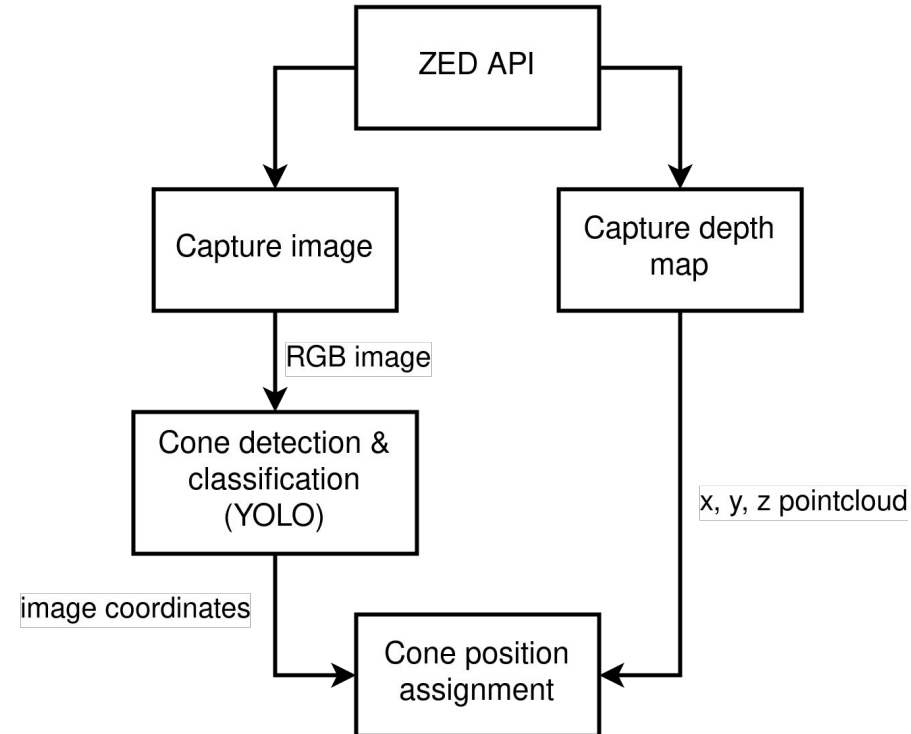 ZED API
Capture image
Capture depth
map
RGB image
Cone detection &
classification
(YOLO)
x, y, z pointcloud
image coordinates
Cone position
assignment